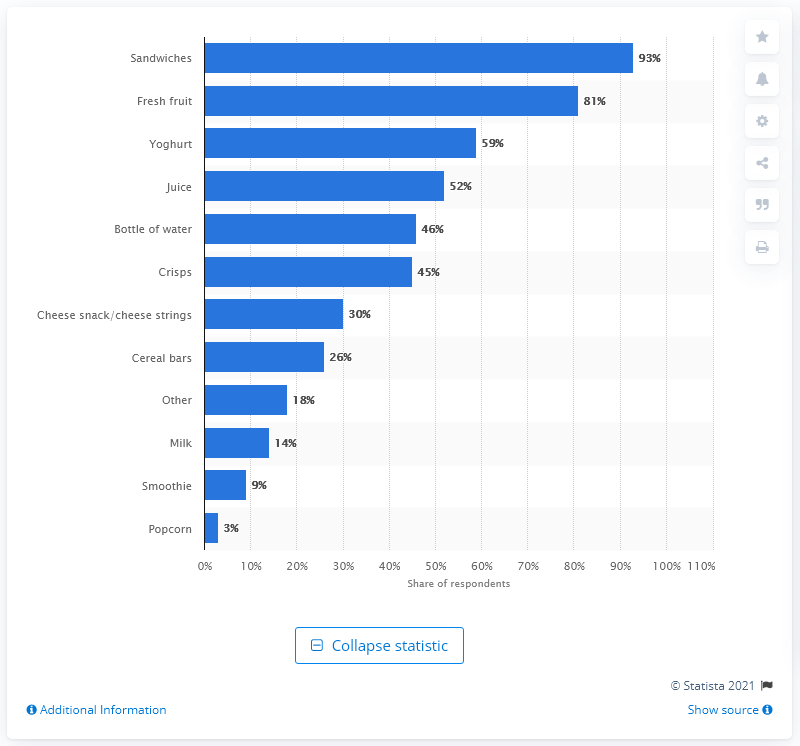 Sandwiches 93%
Fresh fruit 81%
Yoghurt 59%
Juice 52%
Bottle of water 46%
Crisps 45%
Cheese snack/cheese strings 30%
Cereal bars 26%
Other 18%
Milk 14%
Smoothie 9%
Popcorn 3%
0% 10% 20% 30% 40% 50% 60% 70% 80% 90% 100% 110%
Share of respondents
Collapse statistic
© Statista 2021
Additional Information Show source